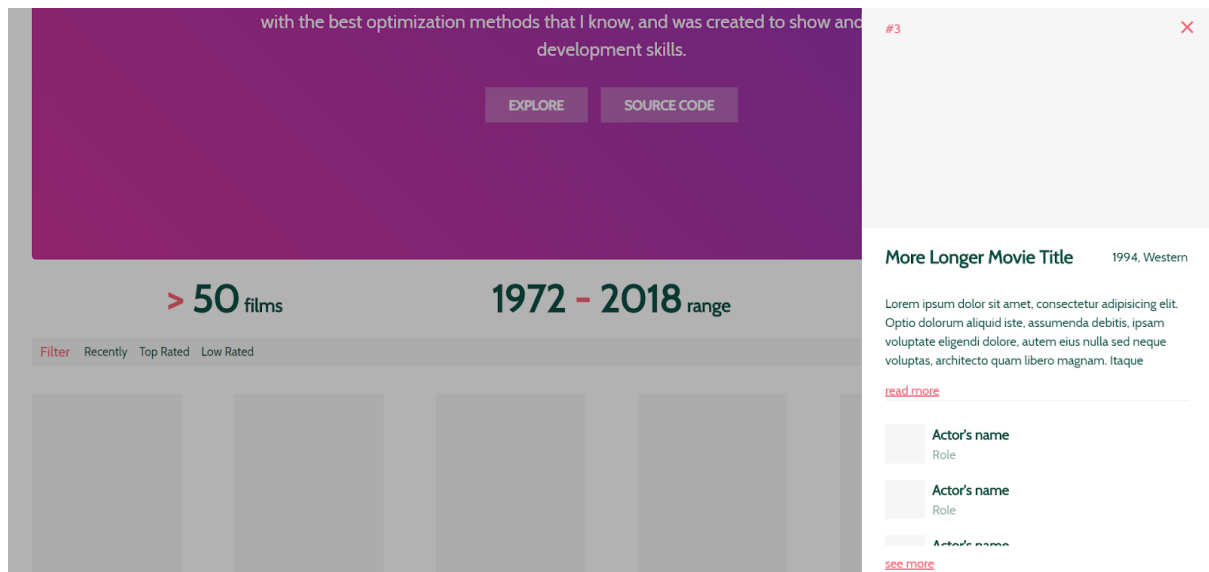 with the best optimization methods that I know, and was created to show and
development skills.
EXPLORE
SOURCE CODE
> 50 films
1972 - 2018 range
Filter Recently Top Rated Low Rated
#3
More Longer Movie Title
1994, Western
Lorem ipsum dolor sit amet, consectetur adipisicing elit.
Optio dolorum aliquid iste, assumenda debitis, ipsam
voluptate eligendi dolore, autem eius nulla sed neque
voluptas, architecto quam libero magnam. Itaque
read more
Actor's name
Role
Actor's name
Role
Actor's name
see more